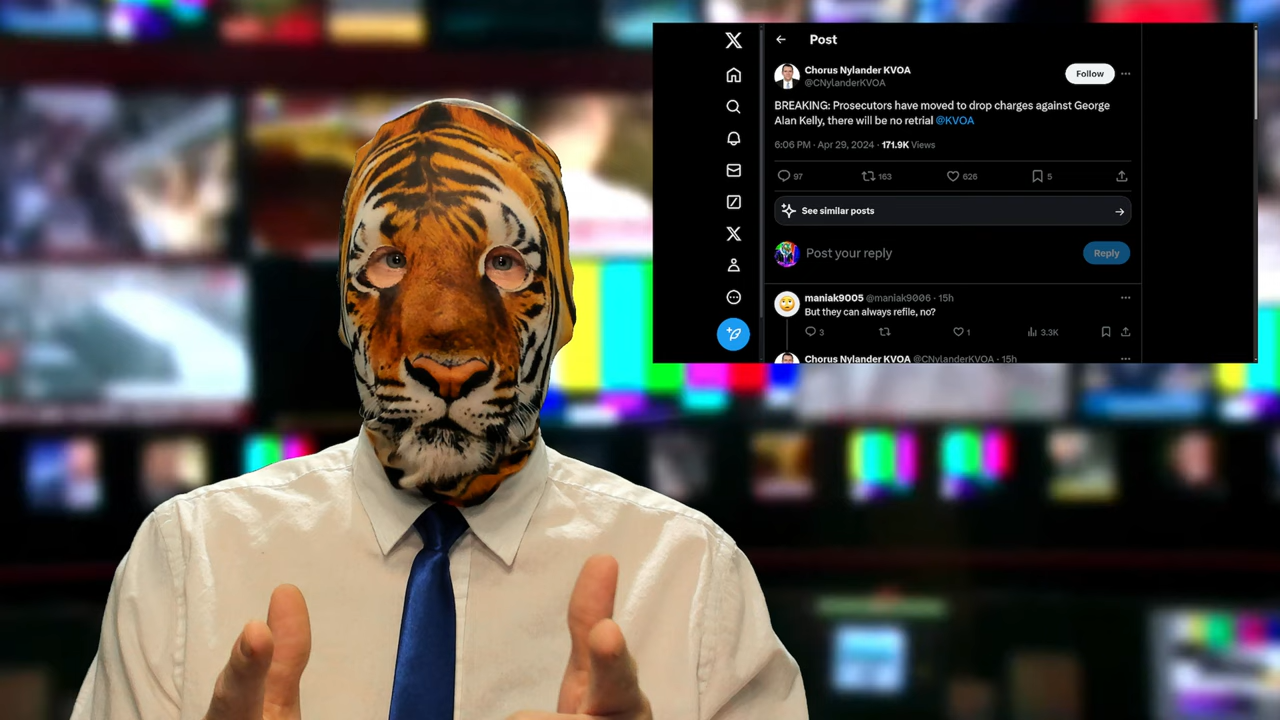 Post
Chorus Nylander KVOA
@CNylanderKVOA
Follow
BREAKING: Prosecutors have moved to drop charges against George
Alan Kelly, there will be no retrial @KVOA
6:06 PM · Apr 29, 2024 · 171.9K Views
97 163 626 5
See similar posts
Post your reply
Reply
maniak9005 @maniak9006 · 15h
But they can always refile, no?
3 1 3.3K
Chorus Nylander KVOA @CNylanderKVOA · 15h